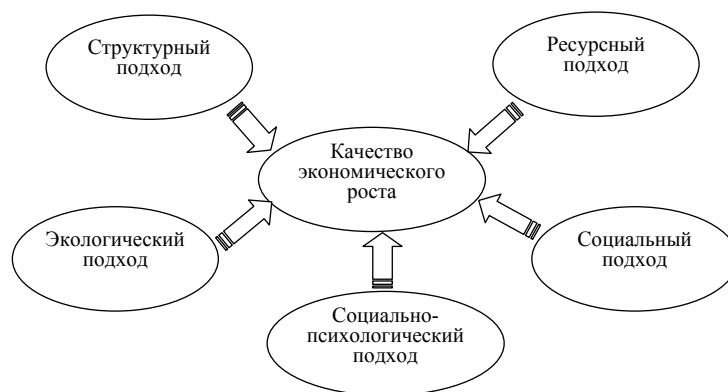 Структурный
подход
Ресурсный
подход
Качество
экономического
роста
Экологический
подход
Социальный
подход
Социально-
психологический
подход